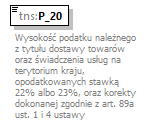 tns:P_20
Wysokość podatku należnego
z tytułu dostawy towarów
oraz świadczenia usług na
terytorium kraju,
opodatkowanych stawką
22% albo 23%, oraz korekty
dokonanej zgodnie z art. 89a
ust. 1 i 4 ustawy